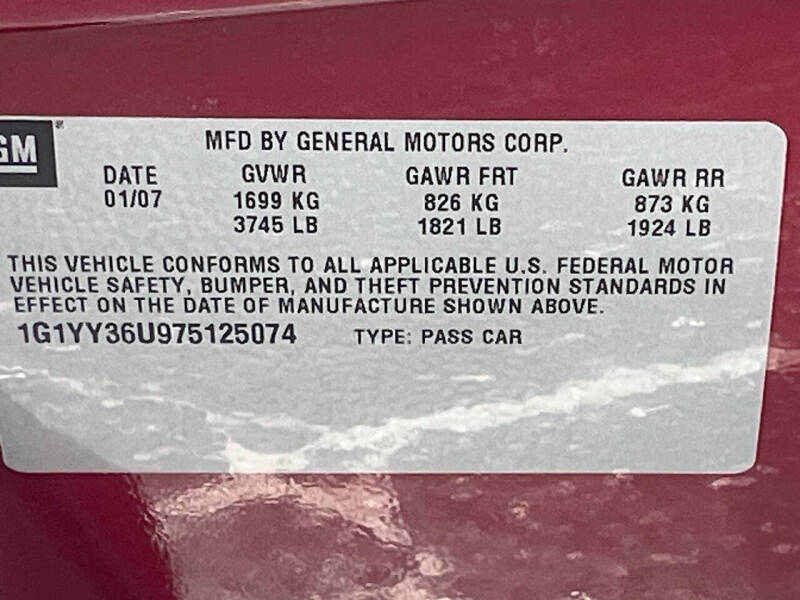 GM
MFD BY GENERAL MOTORS CORP.
DATE GVWR GAWR FRT GAWR RR
01/07 1699 KG 826 KG 873 KG
3745 LB 1821 LB 1924 LB
THIS VEHICLE CONFORMS TO ALL APPLICABLE U.S. FEDERAL MOTOR
VEHICLE SAFETY, BUMPER, AND THEFT PREVENTION STANDARDS IN
EFFECT ON THE DATE OF MANUFACTURE SHOWN ABOVE.
1G1YY36U975125074 TYPE: PASS CAR